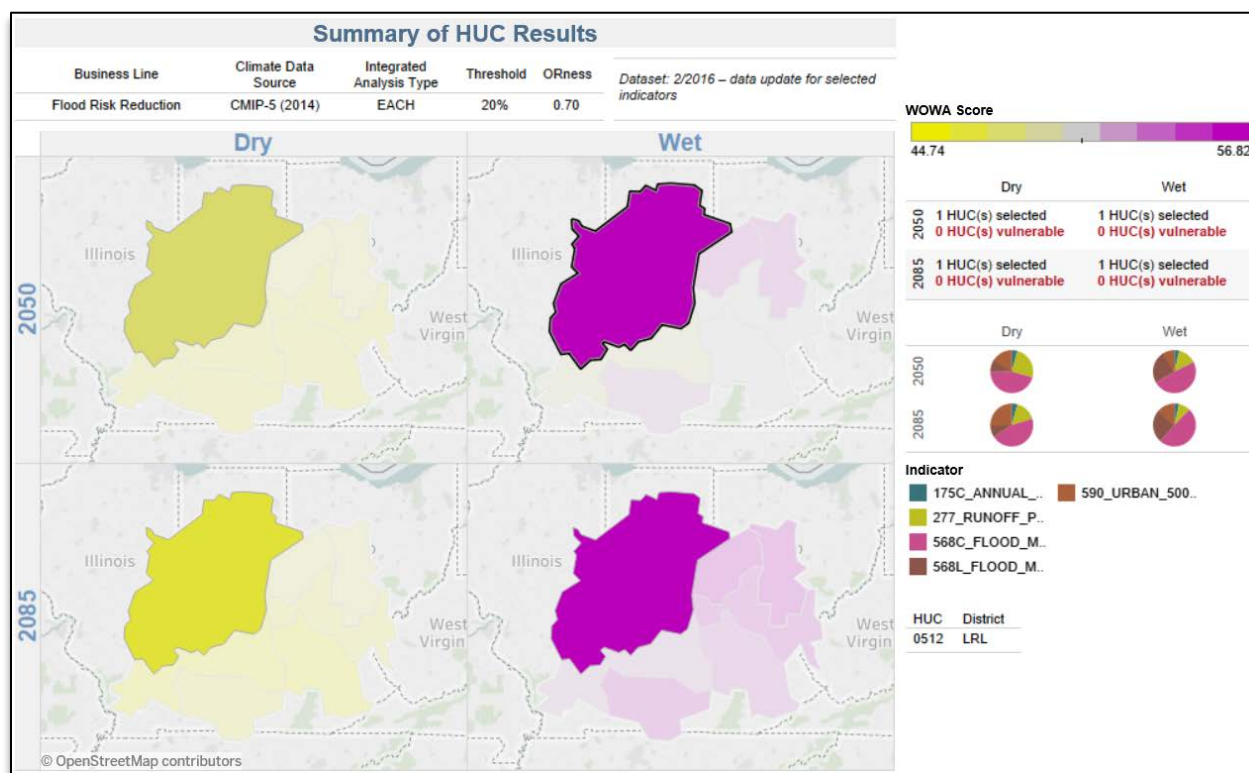 Summary of HUC Results
Business Line
Climate Data
Source
Integrated
Analysis Type
Threshold
ORness
Flood Risk Reduction
CMIP-5 (2014)
EACH
20%
0.70
Dataset: 2/2016 – data update for selected
indicators
Dry
Wet
2050
Illinois
West
Virgin
Illinois
West
Virgin
2085
Illinois
West
Virgin
Illinois
West
Virgin
© OpenStreetMap contributors
WOWA Score
44.74
56.82
Dry
Wet
2050
1 HUC(s) selected
0 HUC(s) vulnerable
1 HUC(s) selected
0 HUC(s) vulnerable
2085
1 HUC(s) selected
0 HUC(s) vulnerable
1 HUC(s) selected
0 HUC(s) vulnerable
Dry
Wet
2050
2085
Indicator
175C_ANNUAL_..
590_URBAN_500..
277_RUNOFF_P..
568C_FLOOD_M..
568L_FLOOD_M..
HUC
District
0512
LRL